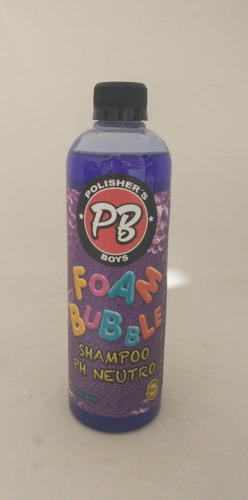 POLISHER'S
PB
BOYS
FOAM
BUBBLE
SHAMPOO
PH NEUTRO